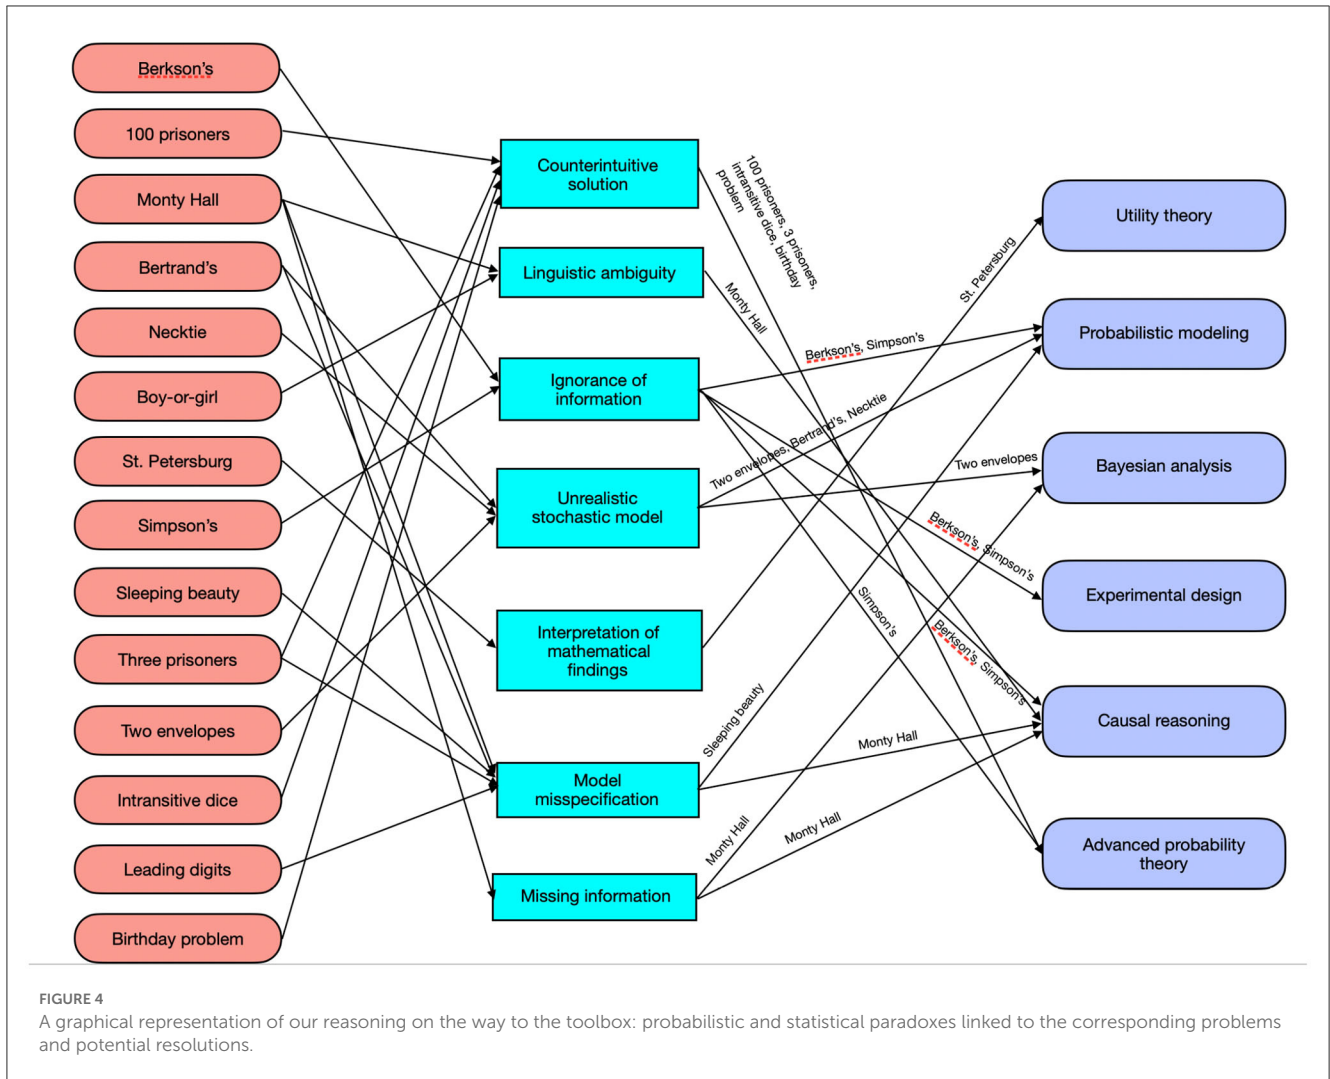 Berkson's
100 prisoners
Monty Hall
Bertrand's
Necktie
Boy-or-girl
St. Petersburg
Simpson's
Sleeping beauty
Three prisoners
Two envelopes
Intransitive dice
Leading digits
Birthday problem
Counterintuitive
solution
Linguistic ambiguity
Ignorance of
information
Unrealistic
stochastic model
Interpretation of
mathematical
findings
Model
misspecification
Missing information
100 prisoners, 3 prisoners,
intransitive dice, birthday
problem
Monty Hall
Berkson's, Simpson's
Two envelopes, Bertrand's, Necktie
Two envelopes
St. Petersburg
Berkson's, Simpson's
Simpson's
Berkson's, Simpson's
Sleeping beauty
Monty Hall
Monty Hall
Monty Hall
Utility theory
Probabilistic modeling
Bayesian analysis
Experimental design
Causal reasoning
Advanced probability
theory
FIGURE 4
A graphical representation of our reasoning on the way to the toolbox: probabilistic and statistical paradoxes linked to the corresponding problems
and potential resolutions.